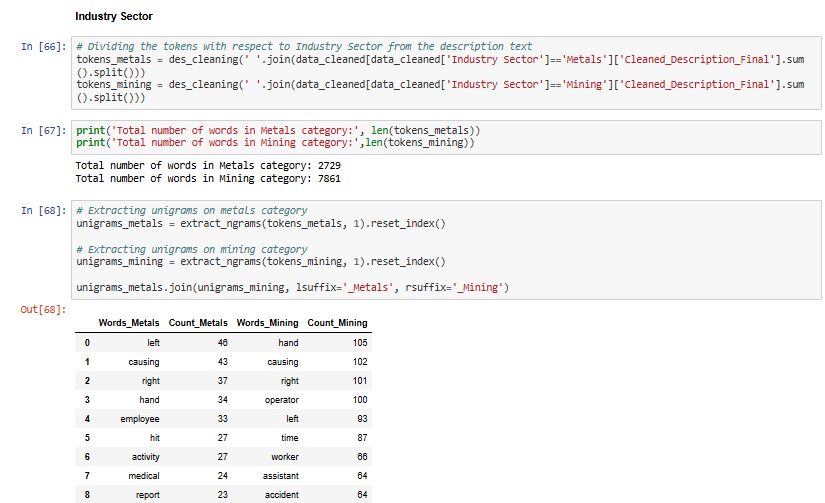 Industry Sector
In [66]: # Dividing the tokens with respect to Industry Sector from the description text
tokens_metals = des_cleaning(' '.join(data_cleaned[data_cleaned['Industry Sector']=='Metals']['Cleaned_Description_Final'].sum
().split()))
tokens_mining = des_cleaning(' '.join(data_cleaned[data_cleaned['Industry Sector']=='Mining']['Cleaned_Description_Final'].sum
().split()))
In [67]: print('Total number of words in Metals category:', len(tokens_metals))
print('Total number of words in Mining category:',len(tokens_mining))
Total number of words in Metals category: 2729
Total number of words in Mining category: 7861
In [68]: # Extracting unigrams on metals category
unigrams_metals = extract_ngrams(tokens_metals, 1).reset_index()
# Extracting unigrams on mining category
unigrams_mining = extract_ngrams(tokens_mining, 1).reset_index()
unigrams_metals.join(unigrams_mining, lsuffix='_Metals', rsuffix='_Mining')
Out[68]:
Words_Metals Count_Metals Words_Mining Count_Mining
0 left 46 hand 105
1 causing 43 causing 102
2 right 37 right 101
3 hand 34 operator 100
4 employee 33 left 93
5 hit 27 time 87
6 activity 27 worker 66
7 medical 24 assistant 64
8 report 23 accident 64